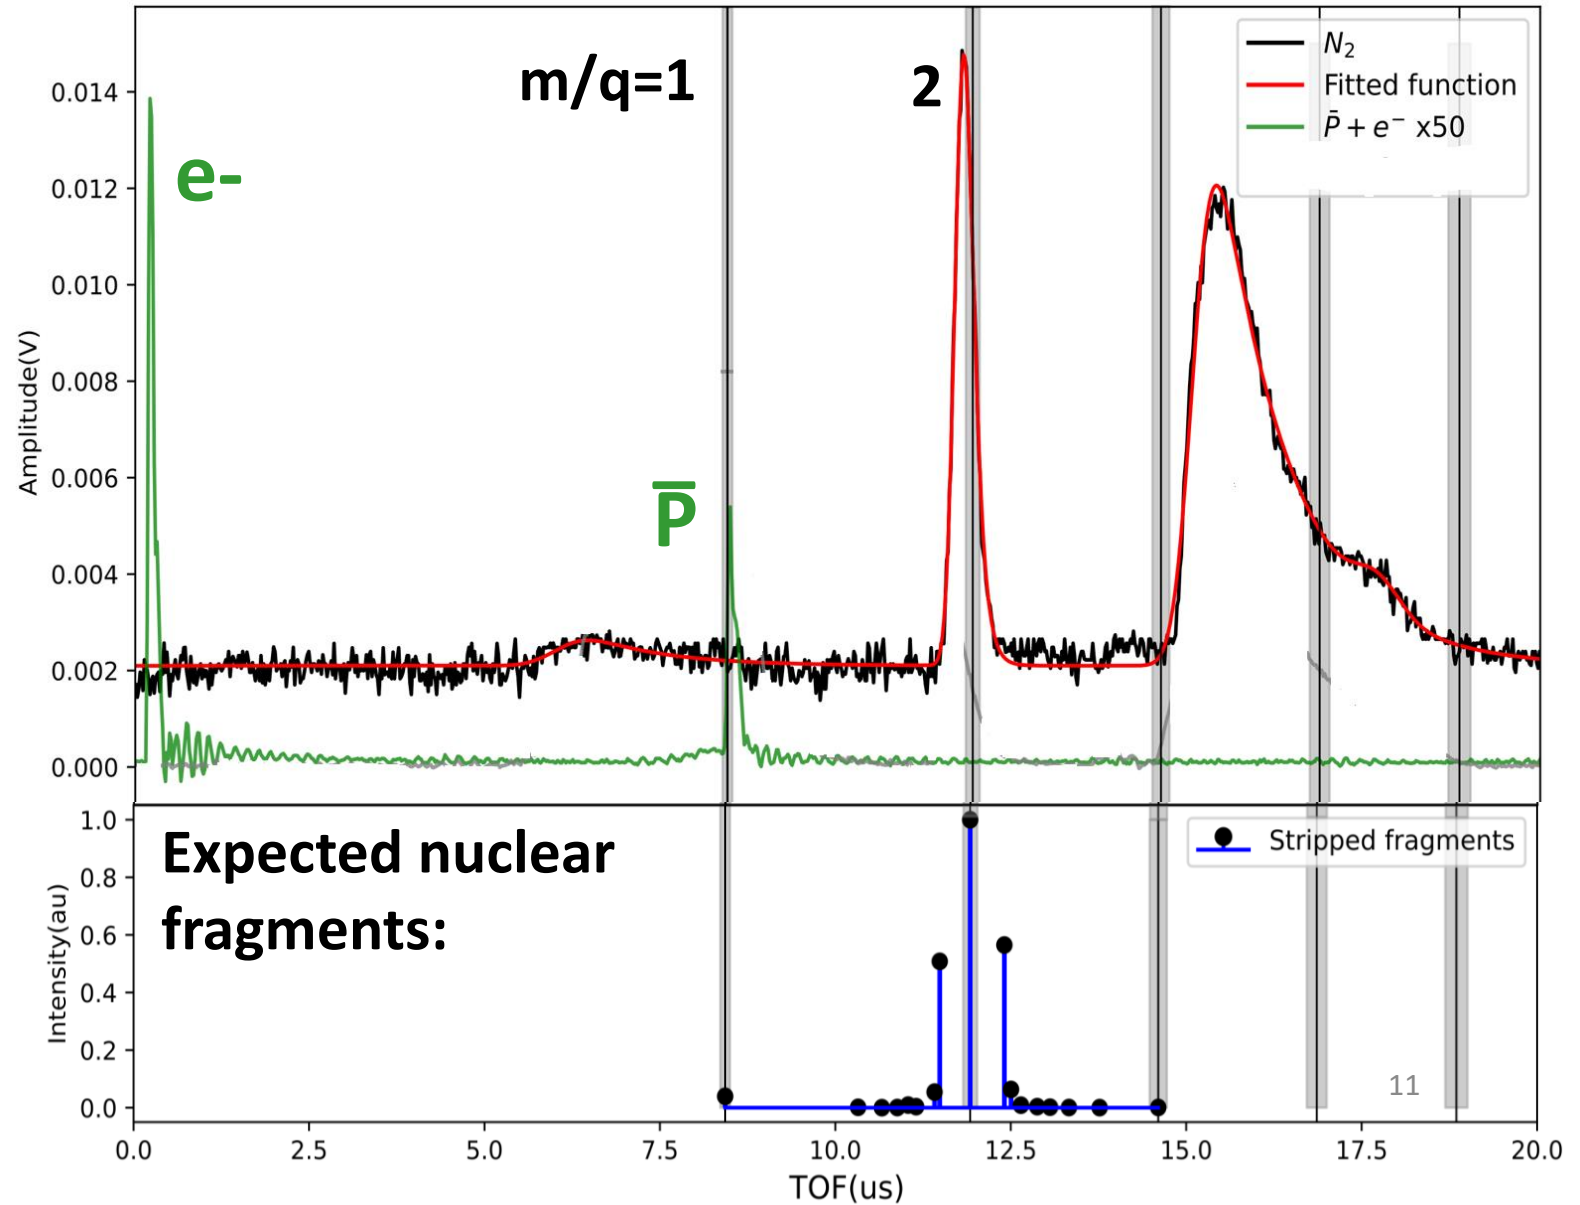 m/q=1
2
N₂
Fitted function
P̄ + e⁻ x50
e-
P̄
0.014
0.012
0.010
0.008
0.006
0.004
0.002
0.000
Amplitude(V)
Expected nuclear
fragments:
Stripped fragments
1.0
0.8
0.6
0.4
0.2
0.0
Intensity(au)
11
0.0 2.5 5.0 7.5 10.0 12.5 15.0 17.5 20.0
TOF(us)